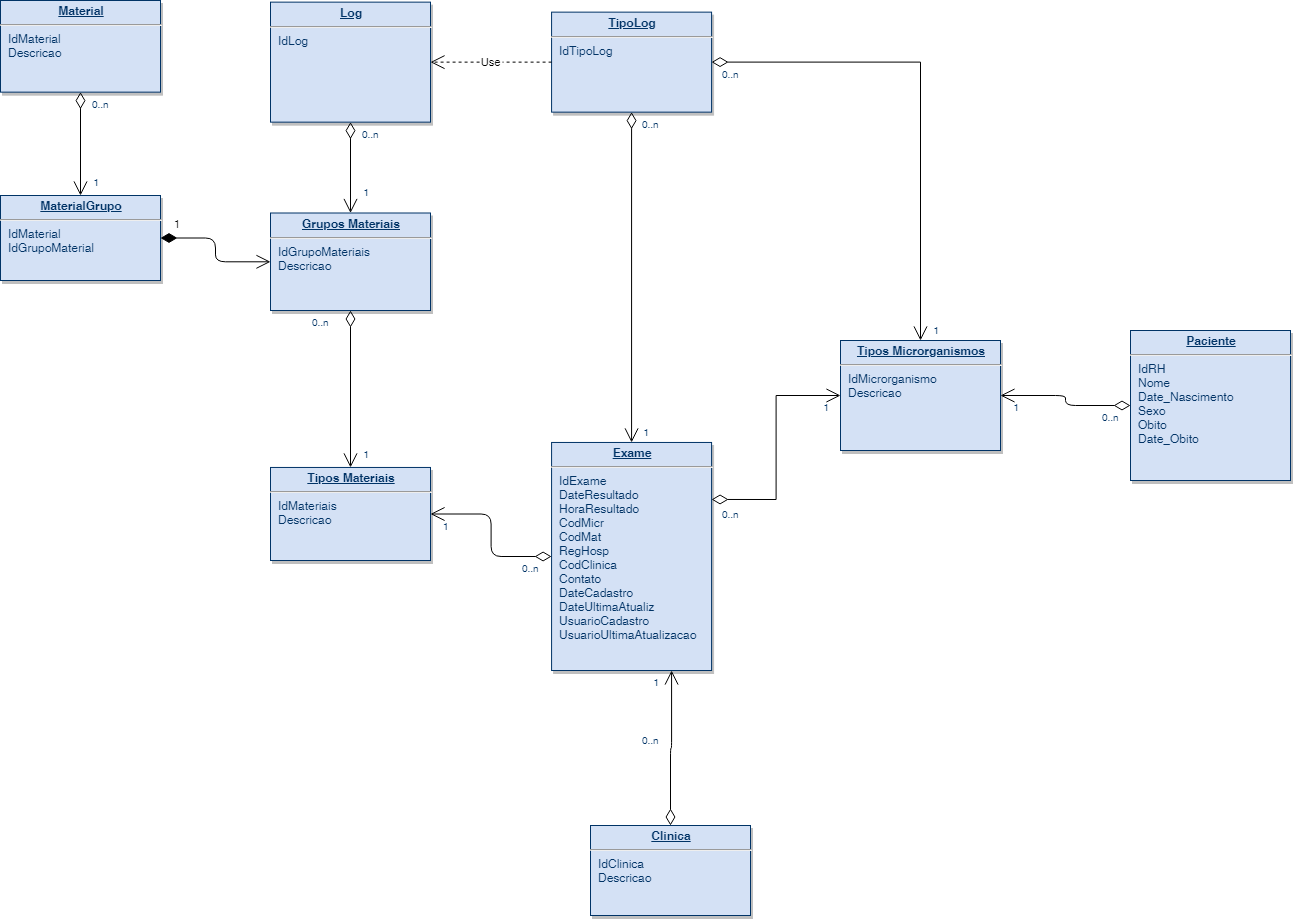 Material
IdMaterial
Descricao
0..n
1
MaterialGrupo
IdMaterial
IdGrupoMaterial
1
Log
IdLog
0..n
1
Use
TipoLog
IdTipoLog
0..n
0..n
1
1
Grupos Materiais
IdGrupoMateriais
Descricao
0..n
1
Tipos Materiais
IdMateriais
Descricao
1
0..n
Exame
IdExame
DateResultado
HoraResultado
CodMicr
CodMat
RegHosp
CodClinica
Contato
DateCadastro
DateUltimaAtualiz
UsuarioCadastro
UsuarioUltimaAtualizacao
0..n
1
Tipos Microrganismos
IdMicrorganismo
Descricao
1
0..n
Paciente
IdRH
Nome
Date_Nascimento
Sexo
Obito
Date_Obito
1
0..n
Clinica
IdClinica
Descricao